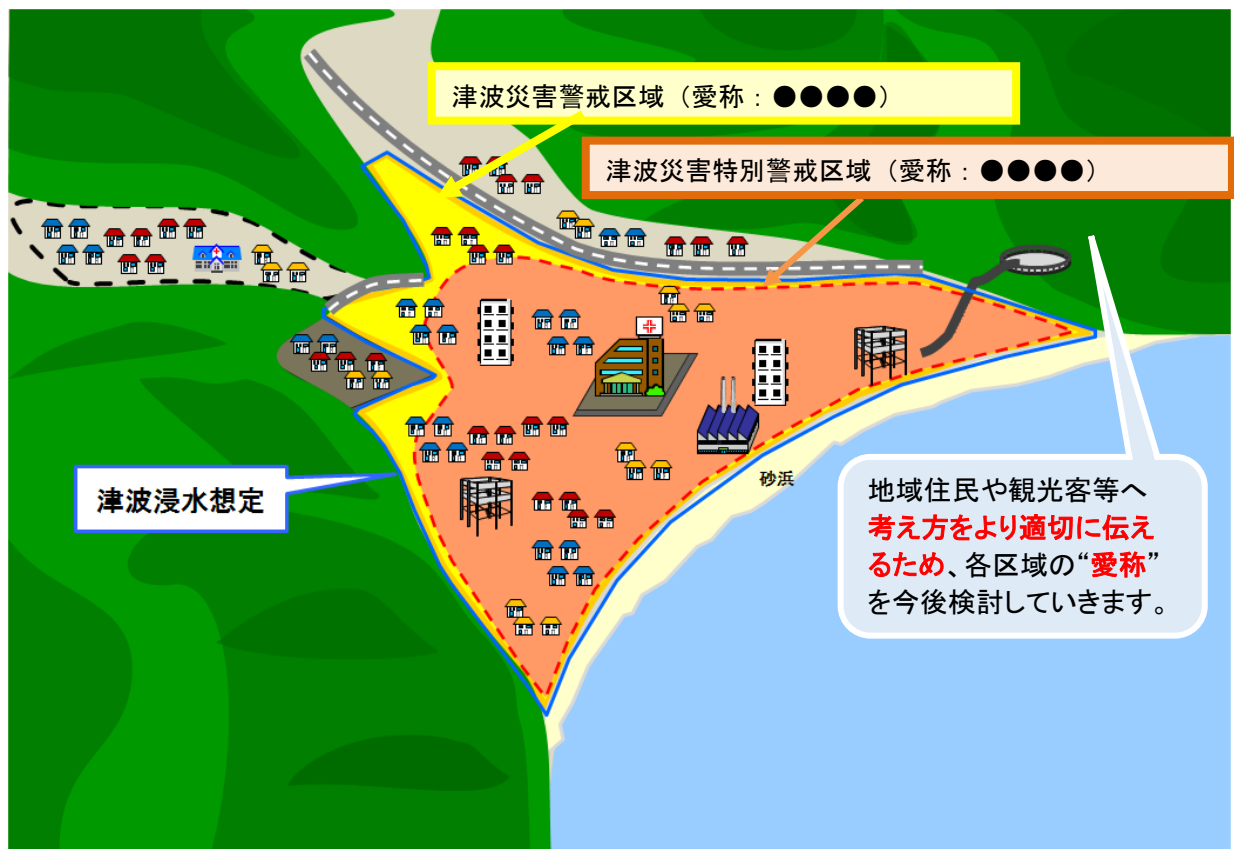 津波災害警戒区域（愛称：●●●●）
津波災害特別警戒区域（愛称：●●●●）
津波浸水想定
砂浜
地域住民や観光客等へ
考え方をより適切に伝え
るため、各区域の“愛称”
を今後検討していきます。